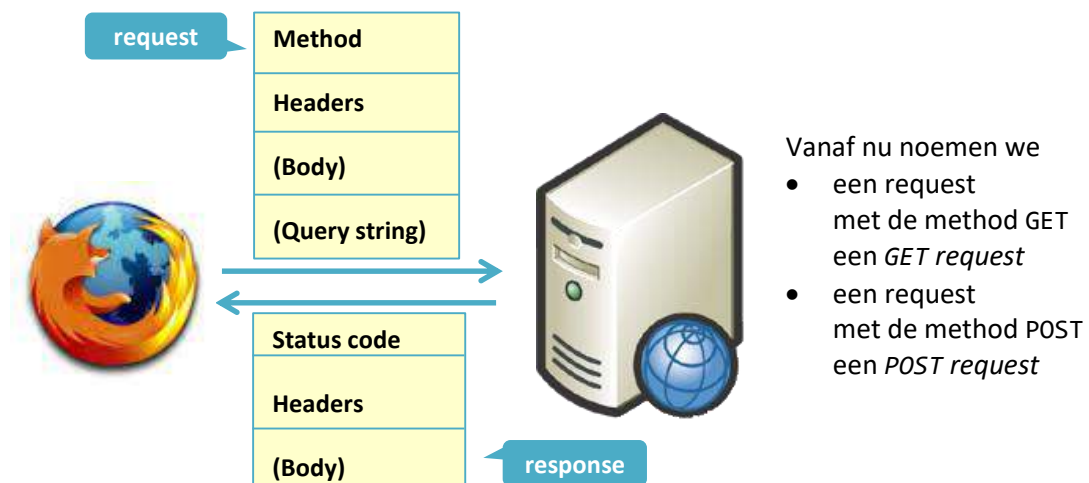 request
Method
Headers
(Body)
(Query string)
Status code
Headers
(Body)
response
Vanaf nu noemen we
• een request
met de method GET
een GET request
• een request
met de method POST
een POST request